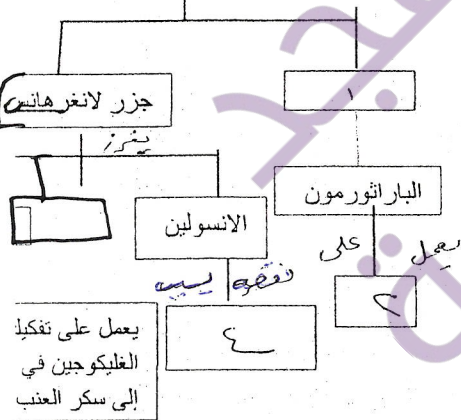 جزر لانغرهانس
١
يفرز
الباراثورمون
الانسولين
يعمل على
نقصه يسبب
٢
٤
يعمل على تفكيك
الغليكوجين في
إلى سكر العنب